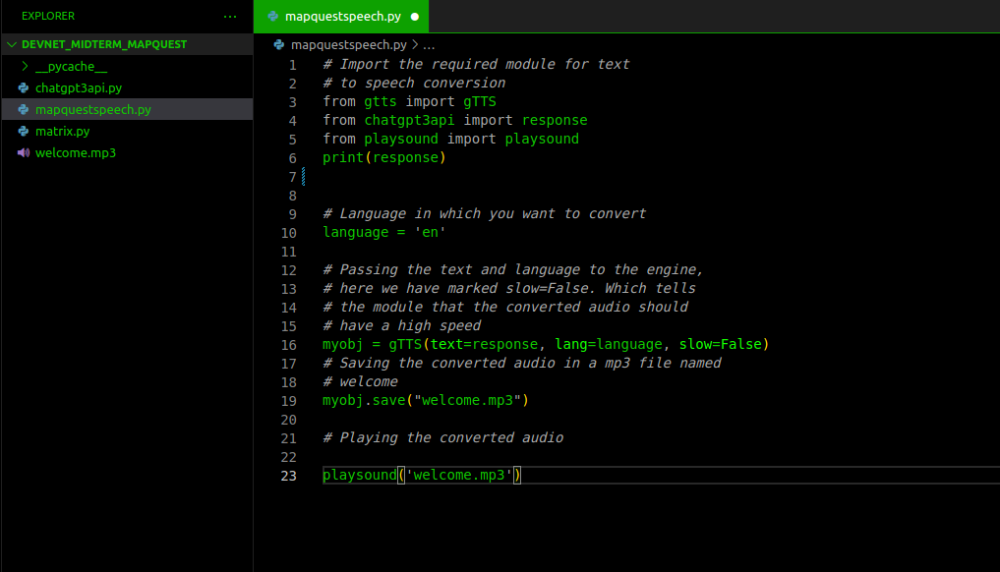 EXPLORER ...
DEVNET_MIDTERM_MAPQUEST
__pycache__
chatgpt3api.py
mapquestspeech.py
matrix.py
welcome.mp3
mapquestspeech.py
mapquestspeech.py > ...
1 # Import the required module for text
2 # to speech conversion
3 from gtts import gTTS
4 from chatgpt3api import response
5 from playsound import playsound
6 print(response)
7
8
9 # Language in which you want to convert
10 language = 'en'
11
12 # Passing the text and language to the engine,
13 # here we have marked slow=False. Which tells
14 # the module that the converted audio should
15 # have a high speed
16 myobj = gTTS(text=response, lang=language, slow=False)
17 # Saving the converted audio in a mp3 file named
18 # welcome
19 myobj.save("welcome.mp3")
20
21 # Playing the converted audio
22
23 playsound('welcome.mp3')